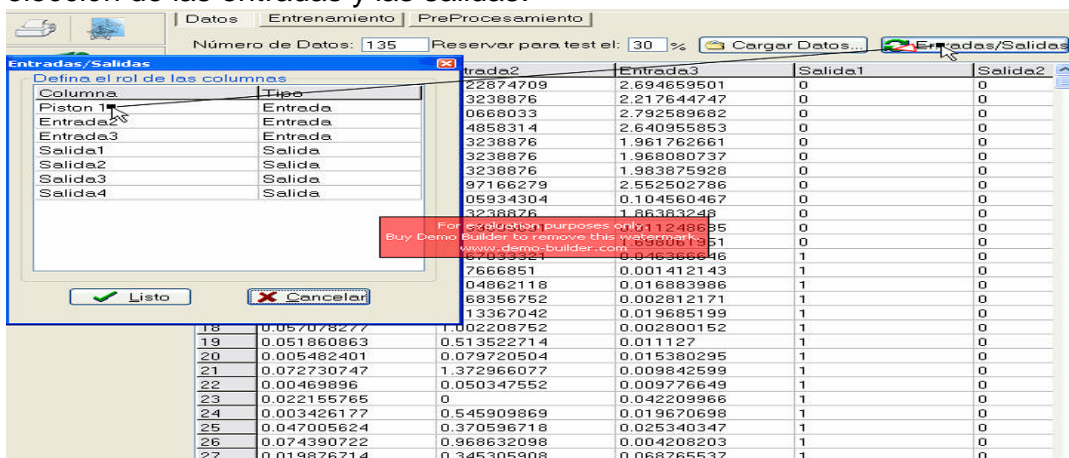 elección de las entradas y las salidas.
Datos Entrenamiento PreProcesamiento
Número de Datos: 135 Reservar para test el: 30 % Cargar Datos... Entradas/Salidas
Entradas/Salidas
Defina el rol de las columnas
Columna Tipo
Piston 1 Entrada
Entrada2 Entrada
Entrada3 Entrada
Salida1 Salida
Salida2 Salida
Salida3 Salida
Salida4 Salida
Listo Cancelar
trada2 Entrada3 Salida1 Salida2
22874709 2.694659501 0 0
3238876 2.217644747 0 0
0668033 2.792589682 0 0
4858314 2.640955853 0 0
3238876 1.961762661 0 0
3238876 1.968080737 0 0
3238876 1.983875928 0 0
97166279 2.552502786 0 0
05934304 0.104560467 0 0
3238876 1.86383248 0 0
0 0
0 0
1 0
For evaluation purposes only.
Buy Demo Builder to remove this watermark
www.demo-builder.com
7666851 0.001412143 1 0
04862118 0.016883986 1 0
68356752 0.002812171 1 0
13367042 0.019685199 1 0
18 0.057078277 1.002208752 0.002800152 1 0
19 0.051860863 0.513522714 0.011127 1 0
20 0.005482401 0.079720504 0.015380295 1 0
21 0.072730747 1.372966077 0.009842599 1 0
22 0.00469896 0.050347552 0.009776649 1 0
23 0.022155765 0 0.042209966 1 0
24 0.003426177 0.545909869 0.019670698 1 0
25 0.047005624 0.370596718 0.025340347 1 0
26 0.074390722 0.968632098 0.004208203 1 0
27 0.019876714 0.345305908 0.068765537 1 0